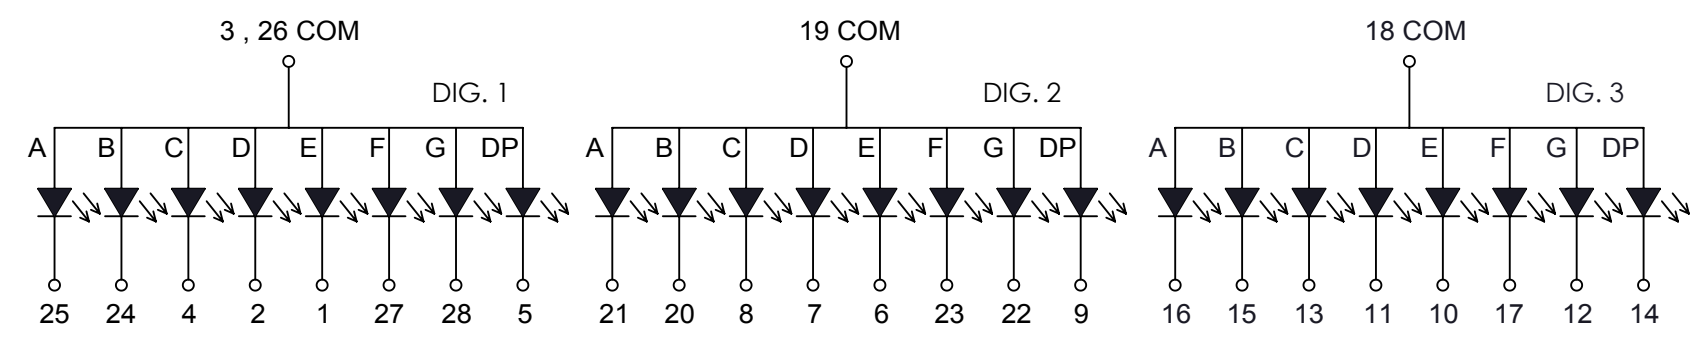 3 , 26 COM 19 COM 18 COM
DIG. 1 DIG. 2 DIG. 3
A B C D E F G DP A B C D E F G DP A B C D E F G DP
25 24 4 2 1 27 28 5 21 20 8 7 6 23 22 9 16 15 13 11 10 17 12 14